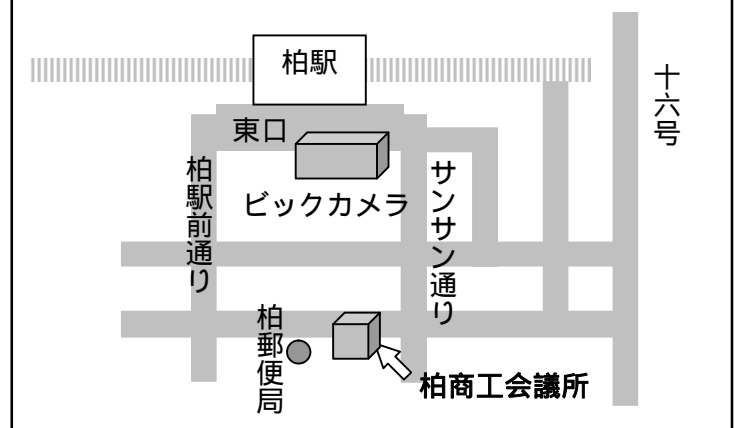 柏駅
十六号
東口
柏駅前通り
ビックカメラ
サンサン通り
柏郵便局
柏商工会議所